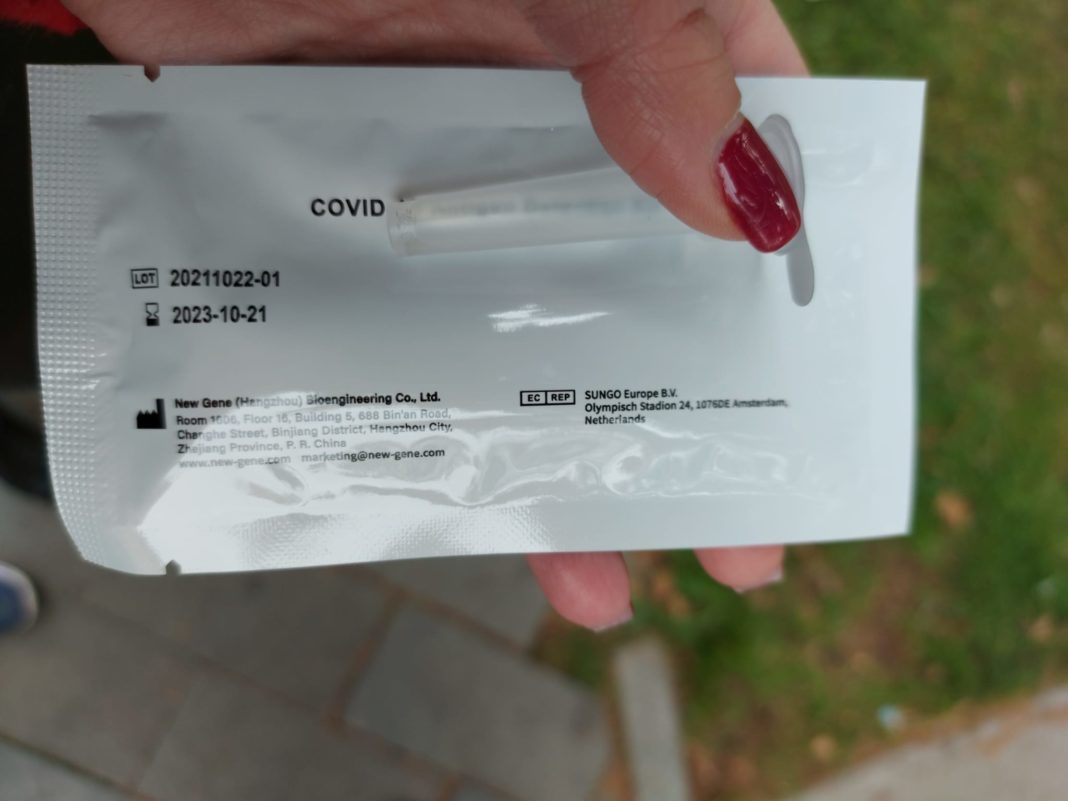 COVID
LOT 20211022-01
2023-10-21
New Gene (Hangzhou) Bioengineering Co., Ltd.
Room 1606, Floor 16, Building 5, 688 Bin'an Road,
Changhe Street, Binjiang District, Hangzhou City,
Zhejiang Province, P. R. China
www.new-gene.com marketing@new-gene.com
EC REP SUNGO Europe B.V.
Olympisch Stadion 24, 1076DE Amsterdam,
Netherlands